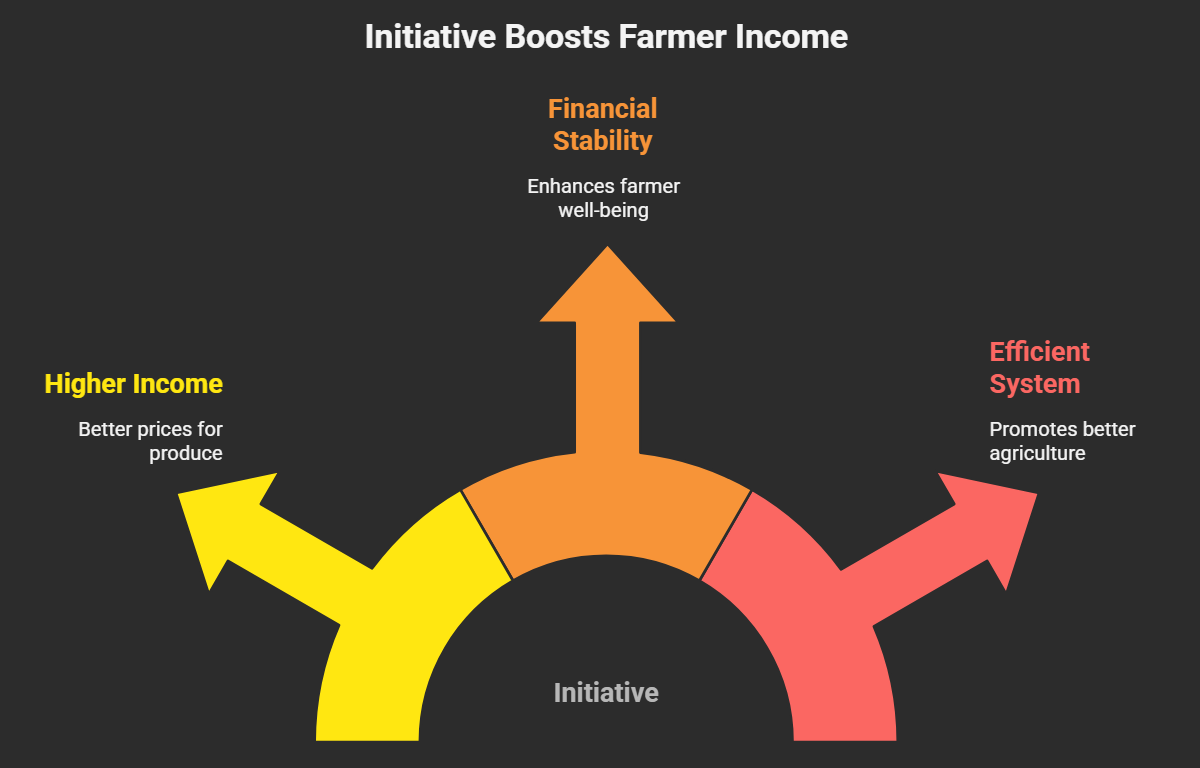 Initiative Boosts Farmer Income
Financial
Stability
Enhances farmer
well-being
Higher Income
Better prices for
produce
Efficient
System
Promotes better
agriculture
Initiative